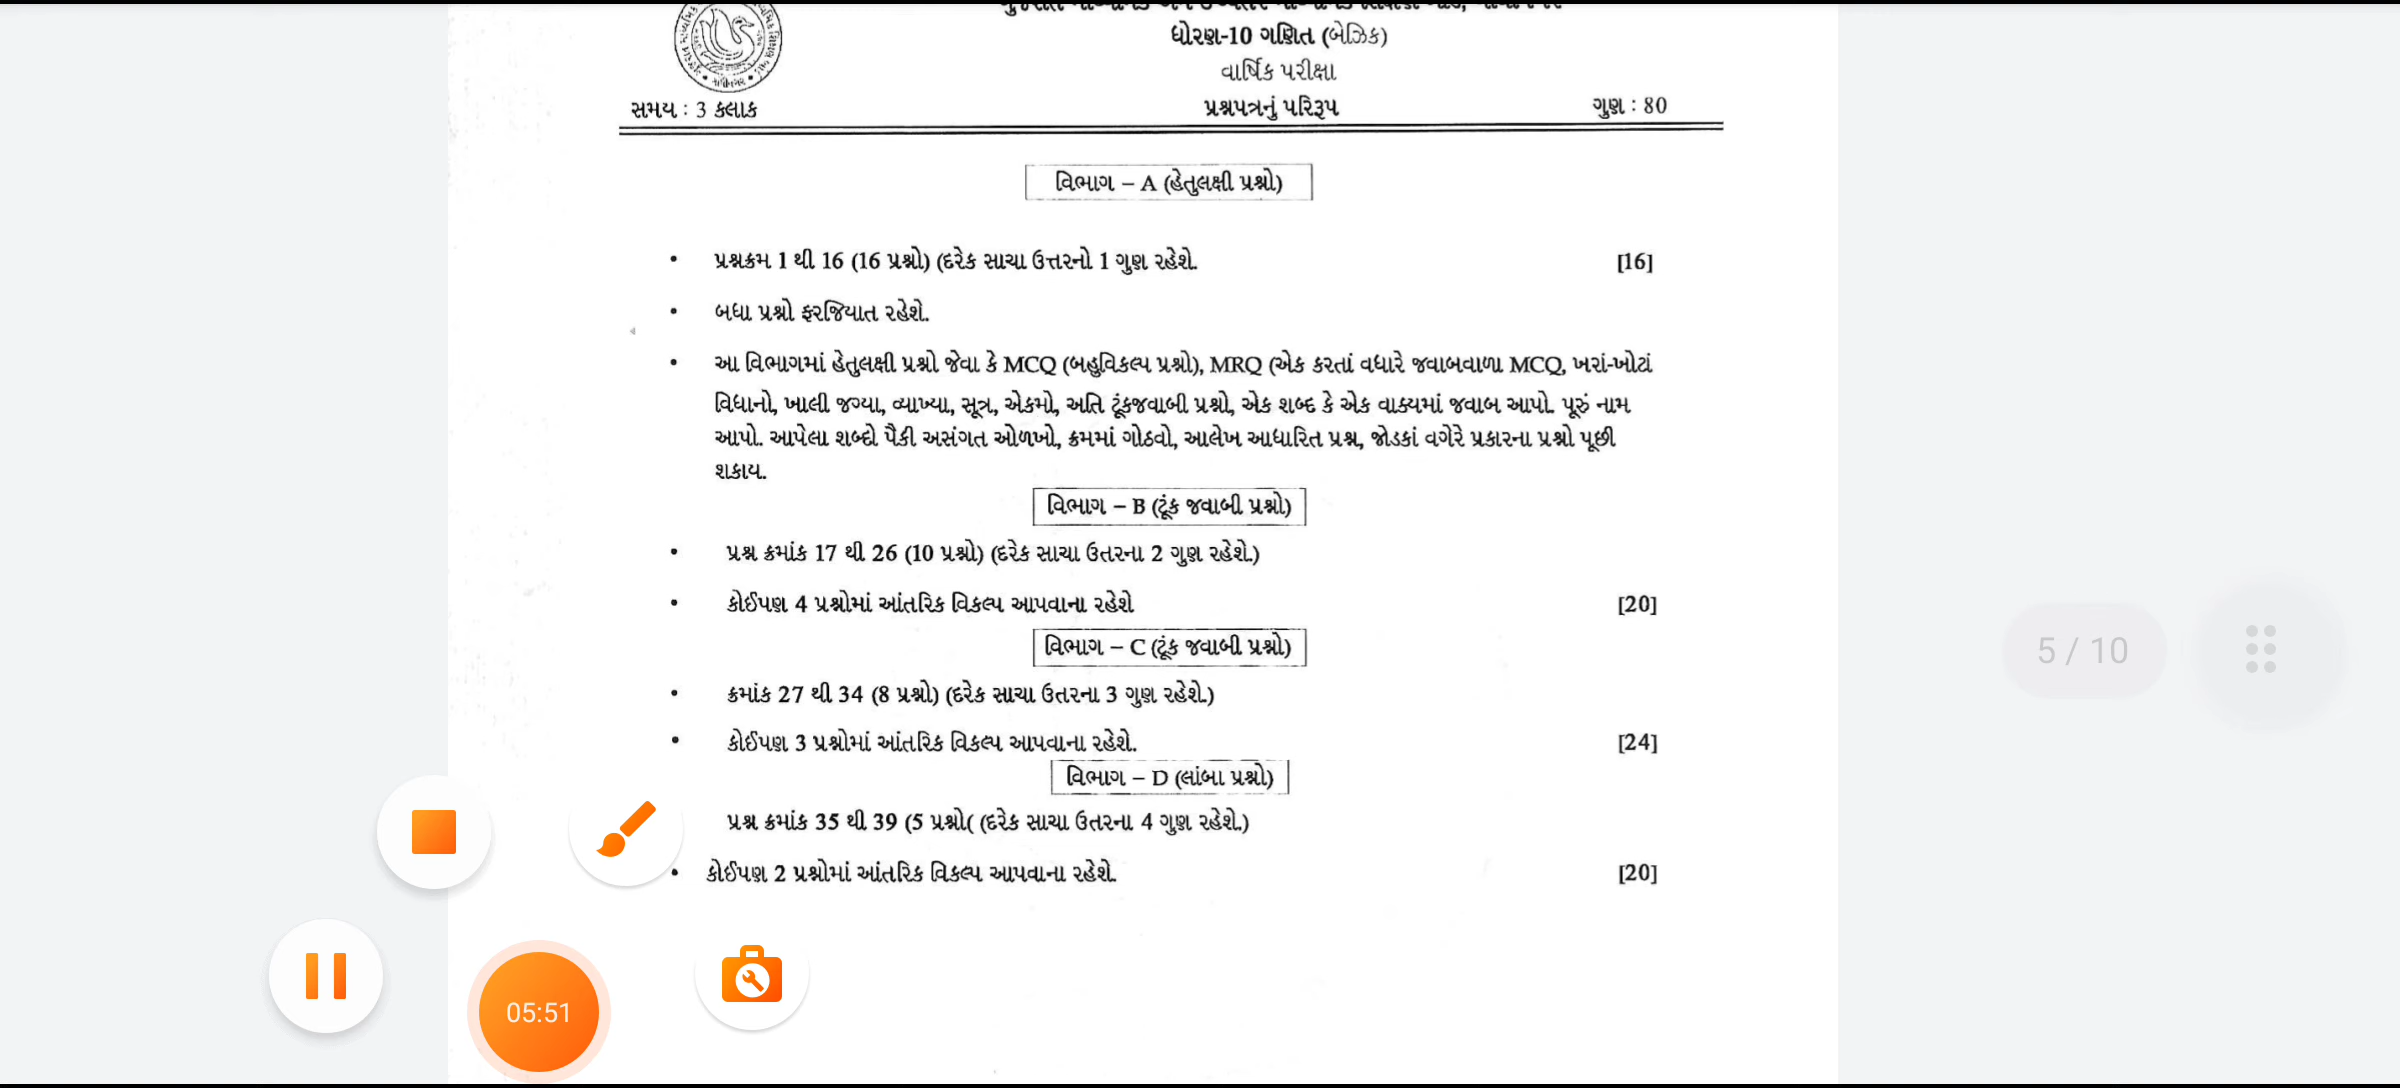 ધોરણ-10 ગણિત (બેઝિક)
વાર્ષિક પરીક્ષા
સમય : 3 કલાક પ્રશ્નપત્રનું પરિરૂપ ગુણ : 80
વિભાગ – A (હેતુલક્ષી પ્રશ્નો)
• પ્રશ્નક્રમ 1 થી 16 (16 પ્રશ્નો) (દરેક સાચા ઉત્તરનો 1 ગુણ રહેશે. [16]
• બધા પ્રશ્નો ફરજિયાત રહેશે.
• આ વિભાગમાં હેતુલક્ષી પ્રશ્નો જેવા કે MCQ (બહુવિકલ્પ પ્રશ્નો), MRQ (એક કરતાં વધારે જવાબવાળા MCQ, ખરાં-ખોટાં
વિધાનો, ખાલી જગ્યા, વ્યાખ્યા, સૂત્ર, એકમો, અતિ ટૂંકજવાબી પ્રશ્નો, એક શબ્દ કે એક વાક્યમાં જવાબ આપો. પૂરું નામ
આપો. આપેલા શબ્દો પૈકી અસંગત ઓળખો, ક્રમમાં ગોઠવો, આલેખ આધારિત પ્રશ્ન, જોડકાં વગેરે પ્રકારના પ્રશ્નો પૂછી
શકાય.
વિભાગ – B (ટૂંક જવાબી પ્રશ્નો)
• પ્રશ્ન ક્રમાંક 17 થી 26 (10 પ્રશ્નો) (દરેક સાચા ઉતરના 2 ગુણ રહેશે.)
• કોઈપણ 4 પ્રશ્નોમાં આંતરિક વિકલ્પ આપવાના રહેશે [20]
વિભાગ – C (ટૂંક જવાબી પ્રશ્નો)
• ક્રમાંક 27 થી 34 (8 પ્રશ્નો) (દરેક સાચા ઉતરના 3 ગુણ રહેશે.)
• કોઈપણ 3 પ્રશ્નોમાં આંતરિક વિકલ્પ આપવાના રહેશે. [24]
વિભાગ – D (લાંબા પ્રશ્નો)
પ્રશ્ન ક્રમાંક 35 થી 39 (5 પ્રશ્નો( (દરેક સાચા ઉતરના 4 ગુણ રહેશે.)
• કોઈપણ 2 પ્રશ્નોમાં આંતરિક વિકલ્પ આપવાના રહેશે. [20]
5 / 10
05:51